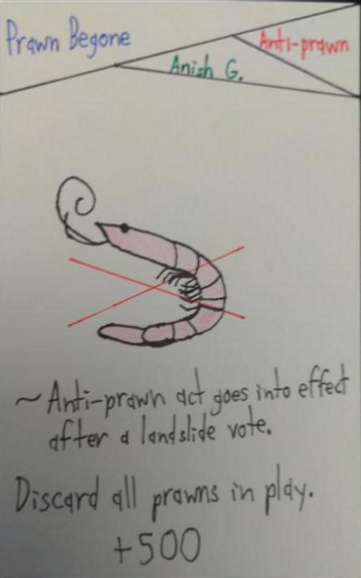 Prawn Begone
Anish G.
Anti-prawn
~Anti-prawn act goes into effect
after a landslide vote.
Discard all prawns in play.
+500